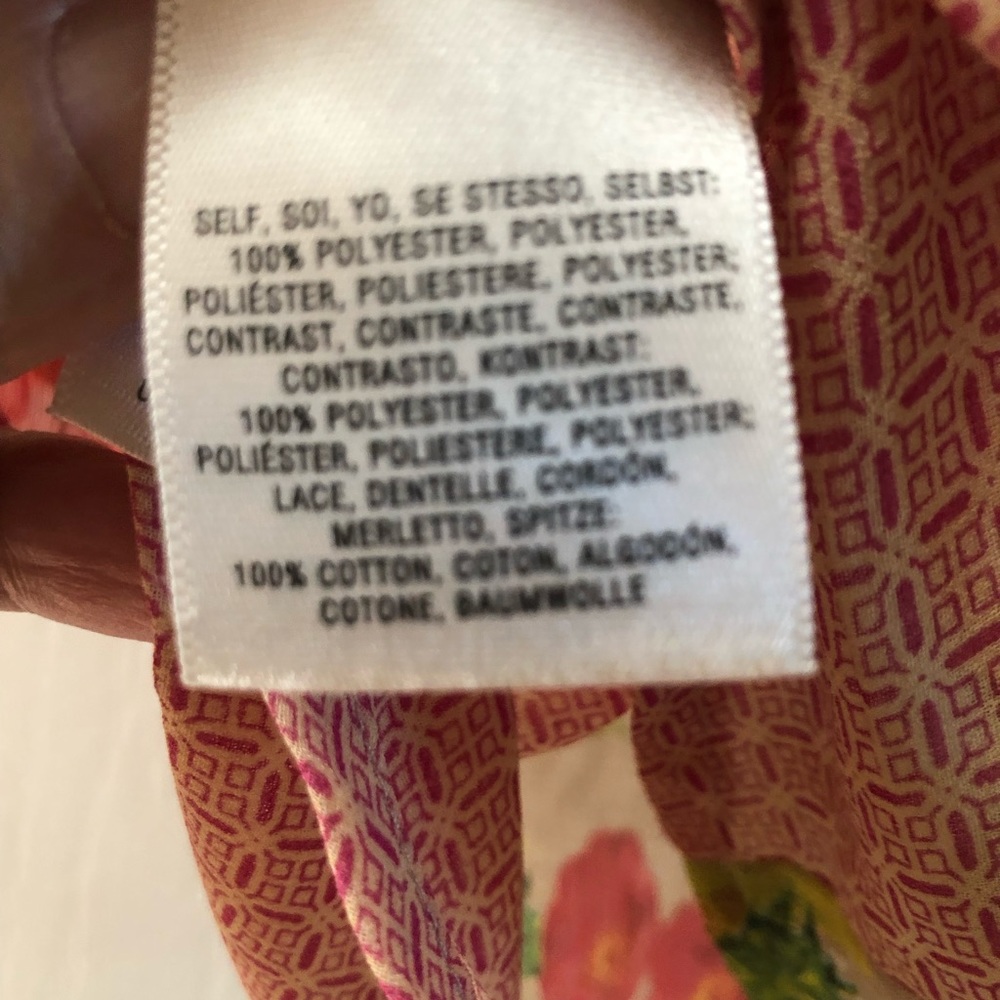 SELF, SOI, YO, SE STESSO, SELBST:
100% POLYESTER, POLYESTER,
POLIÉSTER, POLIESTERE, POLYESTER;
CONTRAST, CONTRASTE, CONTRASTE,
CONTRASTO, KONTRAST:
100% POLYESTER, POLYESTER,
POLIÉSTER, POLIESTERE, POLYESTER;
LACE, DENTELLE, CORDÓN,
MERLETTO, SPITZE:
100% COTTON, COTON, ALGODÓN,
COTONE, BAUMWOLLE